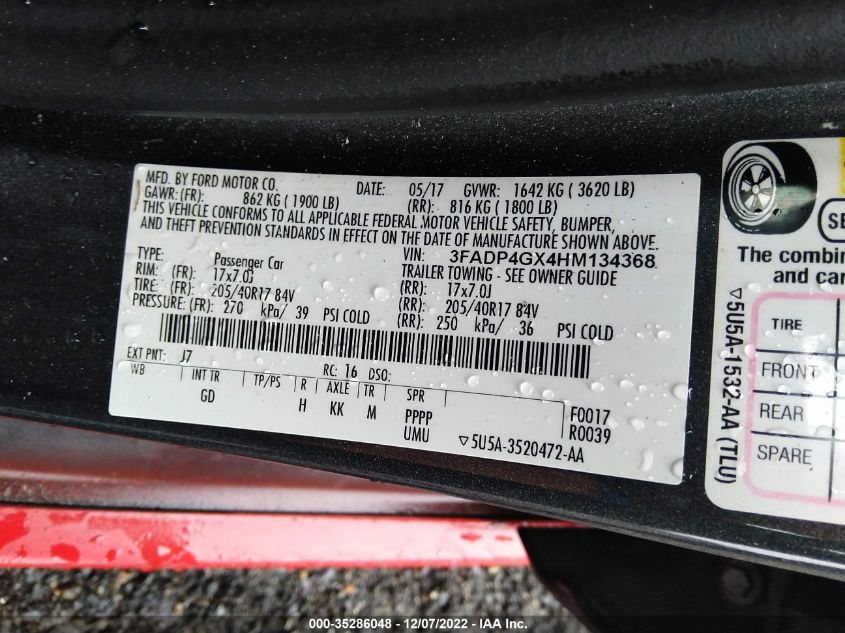 MFD. BY FORD MOTOR CO. DATE: 05/17 GVWR: 1642 KG ( 3620 LB)
GAWR: (FR): 862 KG ( 1900 LB) (RR): 816 KG ( 1800 LB)
THIS VEHICLE CONFORMS TO ALL APPLICABLE FEDERAL MOTOR VEHICLE SAFETY, BUMPER,
AND THEFT PREVENTION STANDARDS IN EFFECT ON THE DATE OF MANUFACTURE SHOWN ABOVE.
VIN: 3FADP4GX4HM134368
TYPE: Passenger Car TRAILER TOWING - SEE OWNER GUIDE
RIM: (FR) 17x7.0J (RR): 17x7.0J
TIRE: (FR) 205/40R17 84V (RR): 205/40R17 84V
PRESSURE: (FR) 270 kPa/ 39 PSI COLD (RR) 250 kPa/ 36 PSI COLD
EXT PNT: J7 RC: 16 DSO:
WB INT TR TP/PS R AXLE TR SPR
GD H KK M PPPP F0017
UMU R0039
▽5U5A-3520472-AA
▽5U5A-1532-AA (TLU)
SE
The combin
and car
TIRE
FRONT
REAR
SPARE
000-35286048 - 12/07/2022 - IAA Inc.